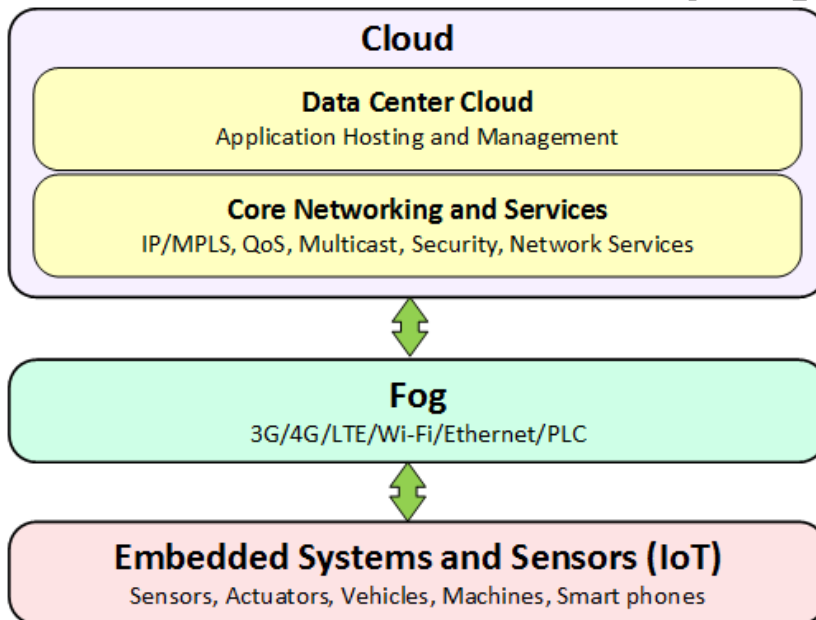 Cloud
Data Center Cloud
Application Hosting and Management
Core Networking and Services
IP/MPLS, QoS, Multicast, Security, Network Services
Fog
3G/4G/LTE/Wi-Fi/Ethernet/PLC
Embedded Systems and Sensors (IoT)
Sensors, Actuators, Vehicles, Machines, Smart phones